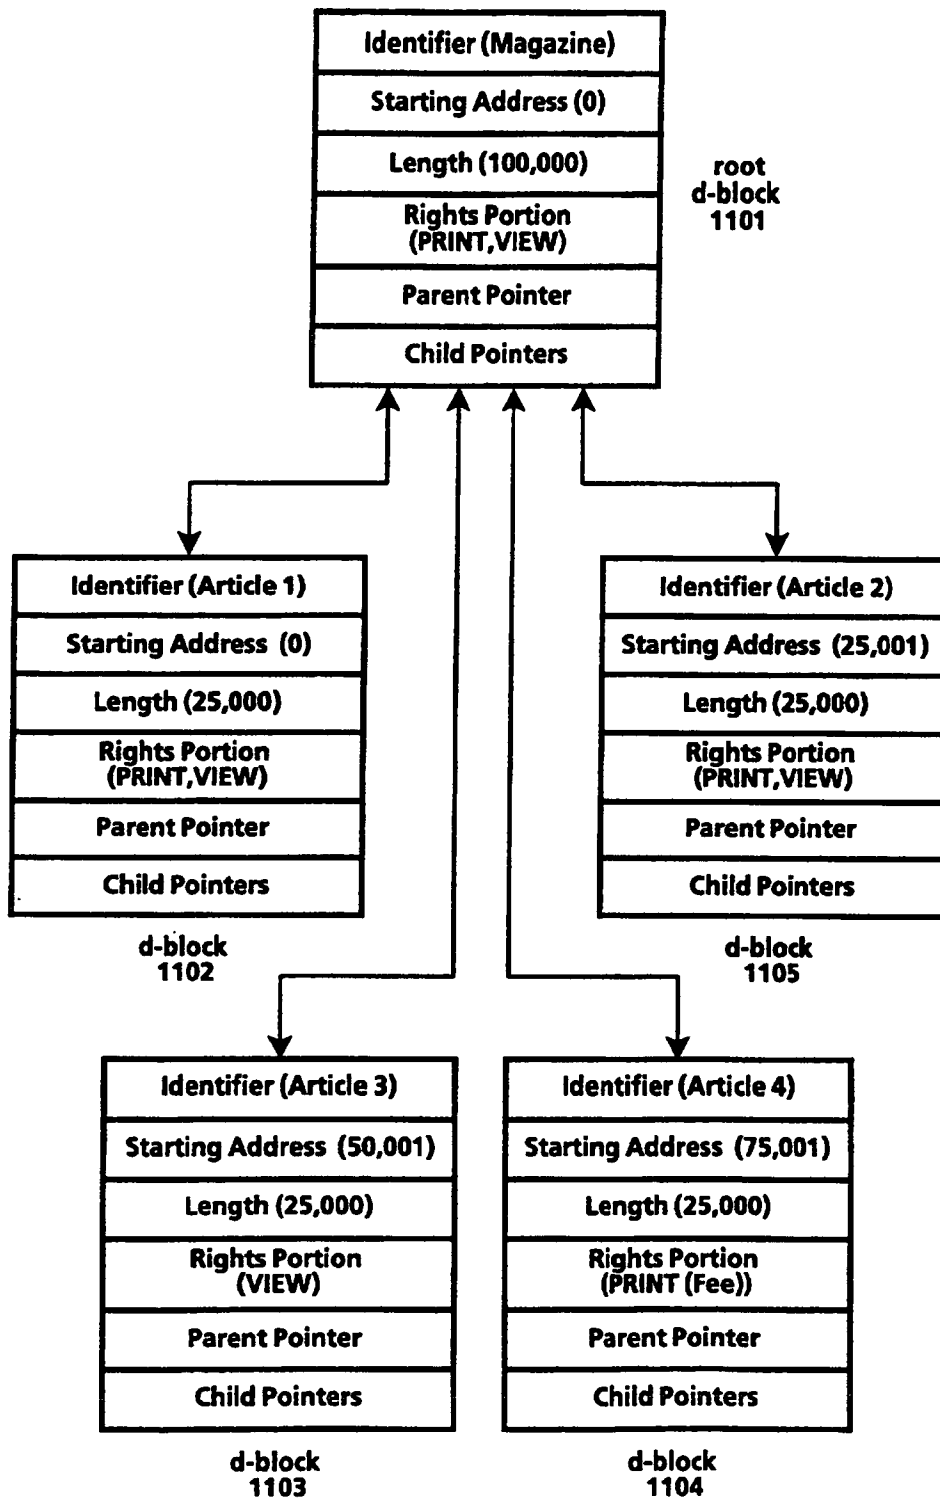 Identifier (Magazine)
Starting Address (0)
Length (100,000)
Rights Portion
(PRINT,VIEW)
Parent Pointer
Child Pointers
root
d-block
1101
Identifier (Article 1)
Starting Address (0)
Length (25,000)
Rights Portion
(PRINT,VIEW)
Parent Pointer
Child Pointers
d-block
1102
Identifier (Article 2)
Starting Address (25,001)
Length (25,000)
Rights Portion
(PRINT,VIEW)
Parent Pointer
Child Pointers
d-block
1105
Identifier (Article 3)
Starting Address (50,001)
Length (25,000)
Rights Portion
(VIEW)
Parent Pointer
Child Pointers
d-block
1103
Identifier (Article 4)
Starting Address (75,001)
Length (25,000)
Rights Portion
(PRINT (Fee))
Parent Pointer
Child Pointers
d-block
1104